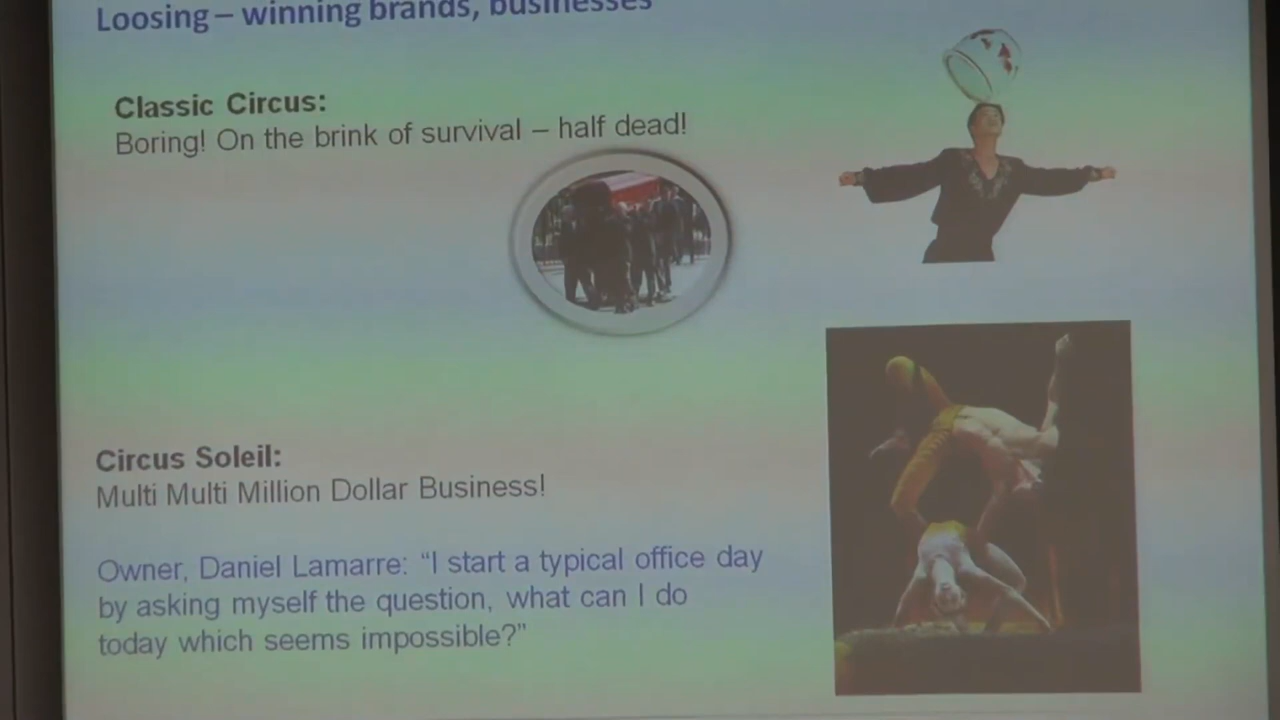 Loosing – winning brands, businesses
Classic Circus:
Boring! On the brink of survival – half dead!
Circus Soleil:
Multi Multi Million Dollar Business!
Owner, Daniel Lamarre: “I start a typical office day
by asking myself the question, what can I do
today which seems impossible?”